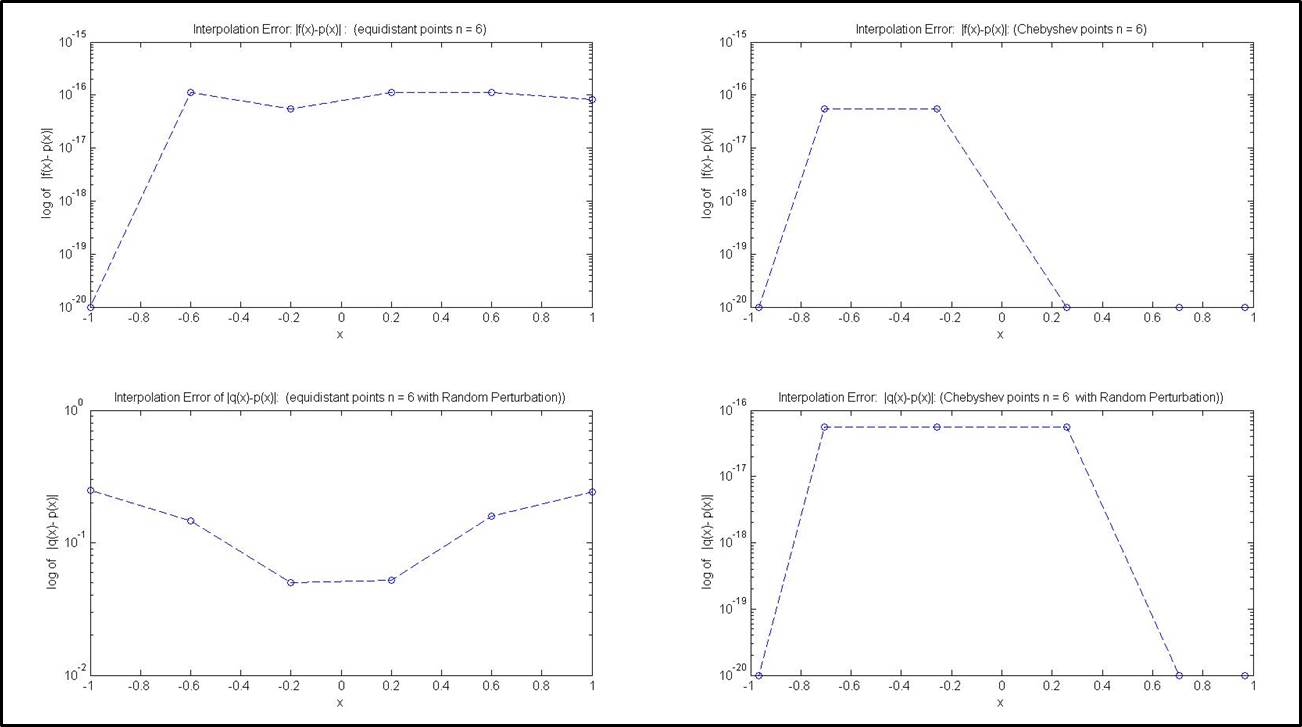 Interpolation Error: |f(x)-p(x)| : (equidistant points n = 6)
10^-15
10^-16
10^-17
10^-18
10^-19
10^-20
log of |f(x)- p(x)|
-1 -0.8 -0.6 -0.4 -0.2 0 0.2 0.4 0.6 0.8 1
x
Interpolation Error: |f(x)-p(x)|: (Chebyshev points n = 6)
10^-15
10^-16
10^-17
10^-18
10^-19
10^-20
log of |f(x)- p(x)|
-1 -0.8 -0.6 -0.4 -0.2 0 0.2 0.4 0.6 0.8 1
x
Interpolation Error of |q(x)-p(x)|: (equidistant points n = 6 with Random Perturbation))
10^0
10^-1
10^-2
log of |q(x)- p(x)|
-1 -0.8 -0.6 -0.4 -0.2 0 0.2 0.4 0.6 0.8 1
x
Interpolation Error: |q(x)-p(x)|: (Chebyshev points n = 6 with Random Perturbation))
10^-16
10^-17
10^-18
10^-19
10^-20
log of |q(x)- p(x)|
-1 -0.8 -0.6 -0.4 -0.2 0 0.2 0.4 0.6 0.8 1
x